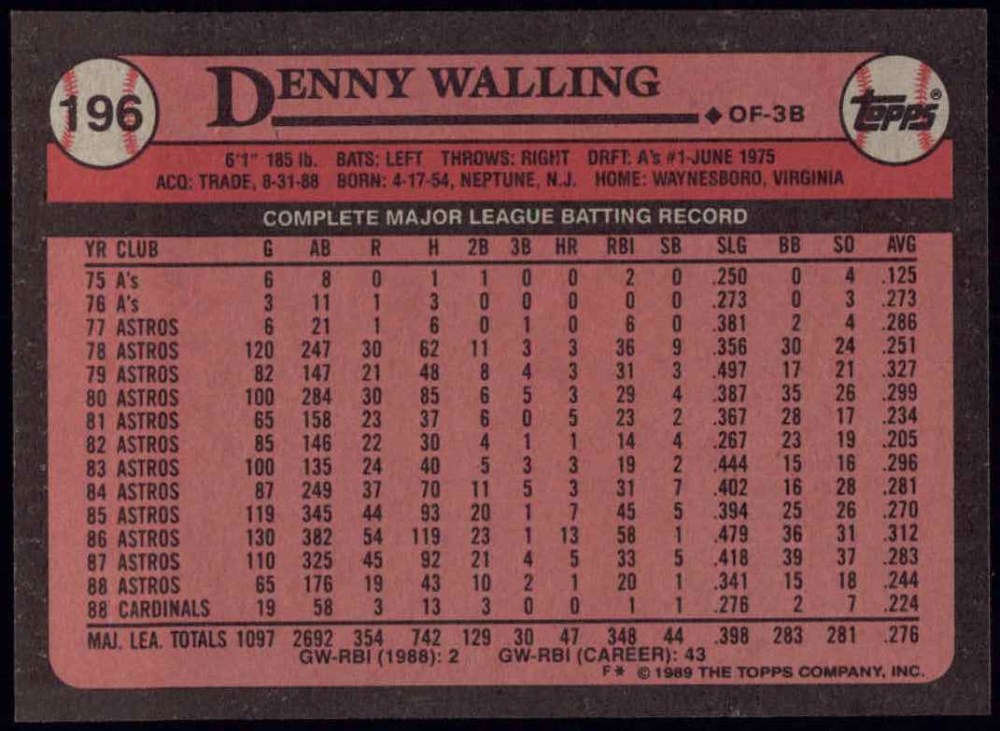 196
DENNY WALLING
◆ OF-3B
topps®
6'1" 185 lb. BATS: LEFT THROWS: RIGHT DRFT: A's #1-JUNE 1975
ACQ: TRADE, 8-31-88 BORN: 4-17-54, NEPTUNE, N.J. HOME: WAYNESBORO, VIRGINIA
COMPLETE MAJOR LEAGUE BATTING RECORD
YR CLUB G AB R H 2B 3B HR RBI SB SLG BB SO AVG
75 A's 6 8 0 1 1 0 0 2 0 .250 0 4 .125
76 A's 3 11 1 3 0 0 0 0 0 .273 0 3 .273
77 ASTROS 6 21 1 6 0 1 0 6 0 .381 2 4 .286
78 ASTROS 120 247 30 62 11 3 3 36 9 .356 30 24 .251
79 ASTROS 82 147 21 48 8 4 3 31 3 .497 17 21 .327
80 ASTROS 100 284 30 85 6 5 3 29 4 .387 35 26 .299
81 ASTROS 65 158 23 37 6 0 5 23 2 .367 28 17 .234
82 ASTROS 85 146 22 30 4 1 1 14 4 .267 23 19 .205
83 ASTROS 100 135 24 40 5 3 3 19 2 .444 15 16 .296
84 ASTROS 87 249 37 70 11 5 3 31 7 .402 16 28 .281
85 ASTROS 119 345 44 93 20 1 7 45 5 .394 25 26 .270
86 ASTROS 130 382 54 119 23 1 13 58 1 .479 36 31 .312
87 ASTROS 110 325 45 92 21 4 5 33 5 .418 39 37 .283
88 ASTROS 65 176 19 43 10 2 1 20 1 .341 15 18 .244
88 CARDINALS 19 58 3 13 3 0 0 1 1 .276 2 7 .224
MAJ. LEA. TOTALS 1097 2692 354 742 129 30 47 348 44 .398 283 281 .276
GW-RBI (1988): 2 GW-RBI (CAREER): 43
F* © 1989 THE TOPPS COMPANY, INC.